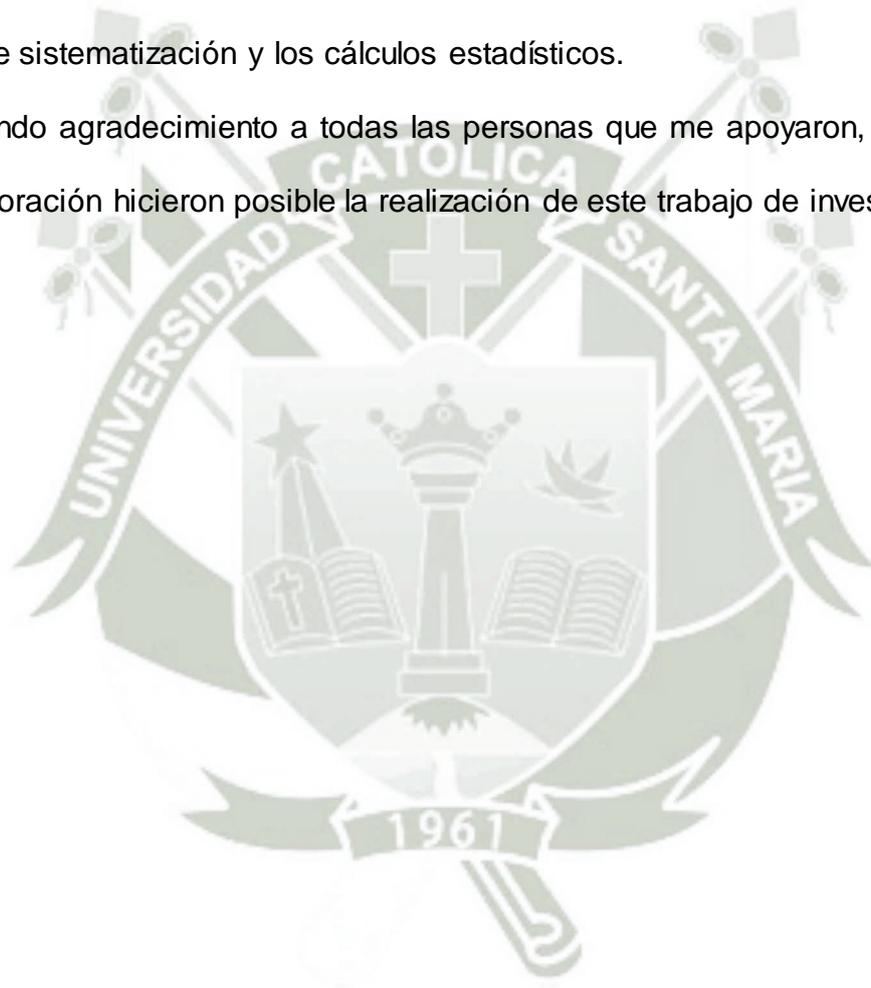 e sistematización y los cálculos estadísticos.
ndo agradecimiento a todas las personas que me apoyaron,
oración hicieron posible la realización de este trabajo de inves
CATOLICA
UNIVERSIDAD
SANTA MARIA
1961